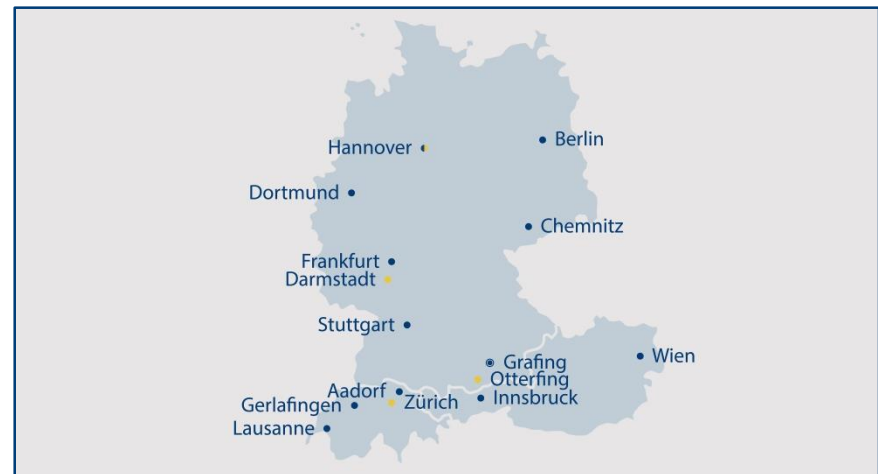 Berlin
Hannover
Dortmund
Chemnitz
Frankfurt
Darmstadt
Stuttgart
Wien
Grafing
Otterfing
Aadorf
Innsbruck
Zürich
Gerlafingen
Lausanne